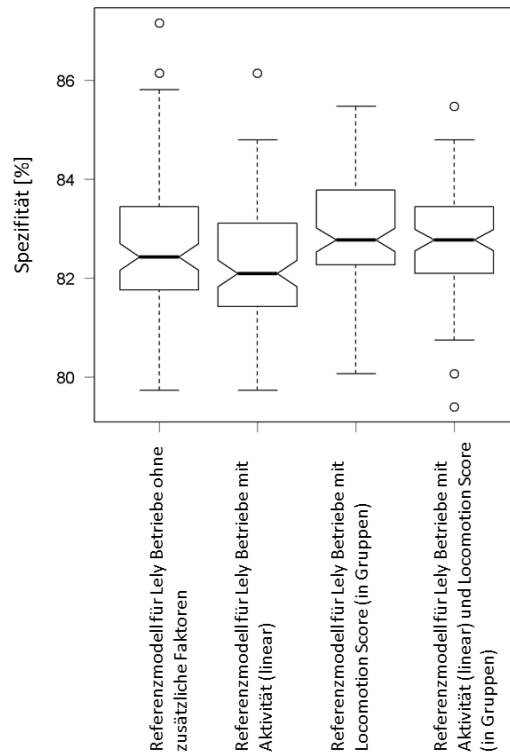 Spezifität [%]
86
84
82
80
Referenzmodell für Lely Betriebe ohne
zusätzliche Faktoren
Referenzmodell für Lely Betriebe mit
Aktivität (linear)
Referenzmodell für Lely Betriebe mit
Locomotion Score (in Gruppen)
Referenzmodell für Lely Betriebe mit
Aktivität (linear) und Locomotion Score
(in Gruppen)